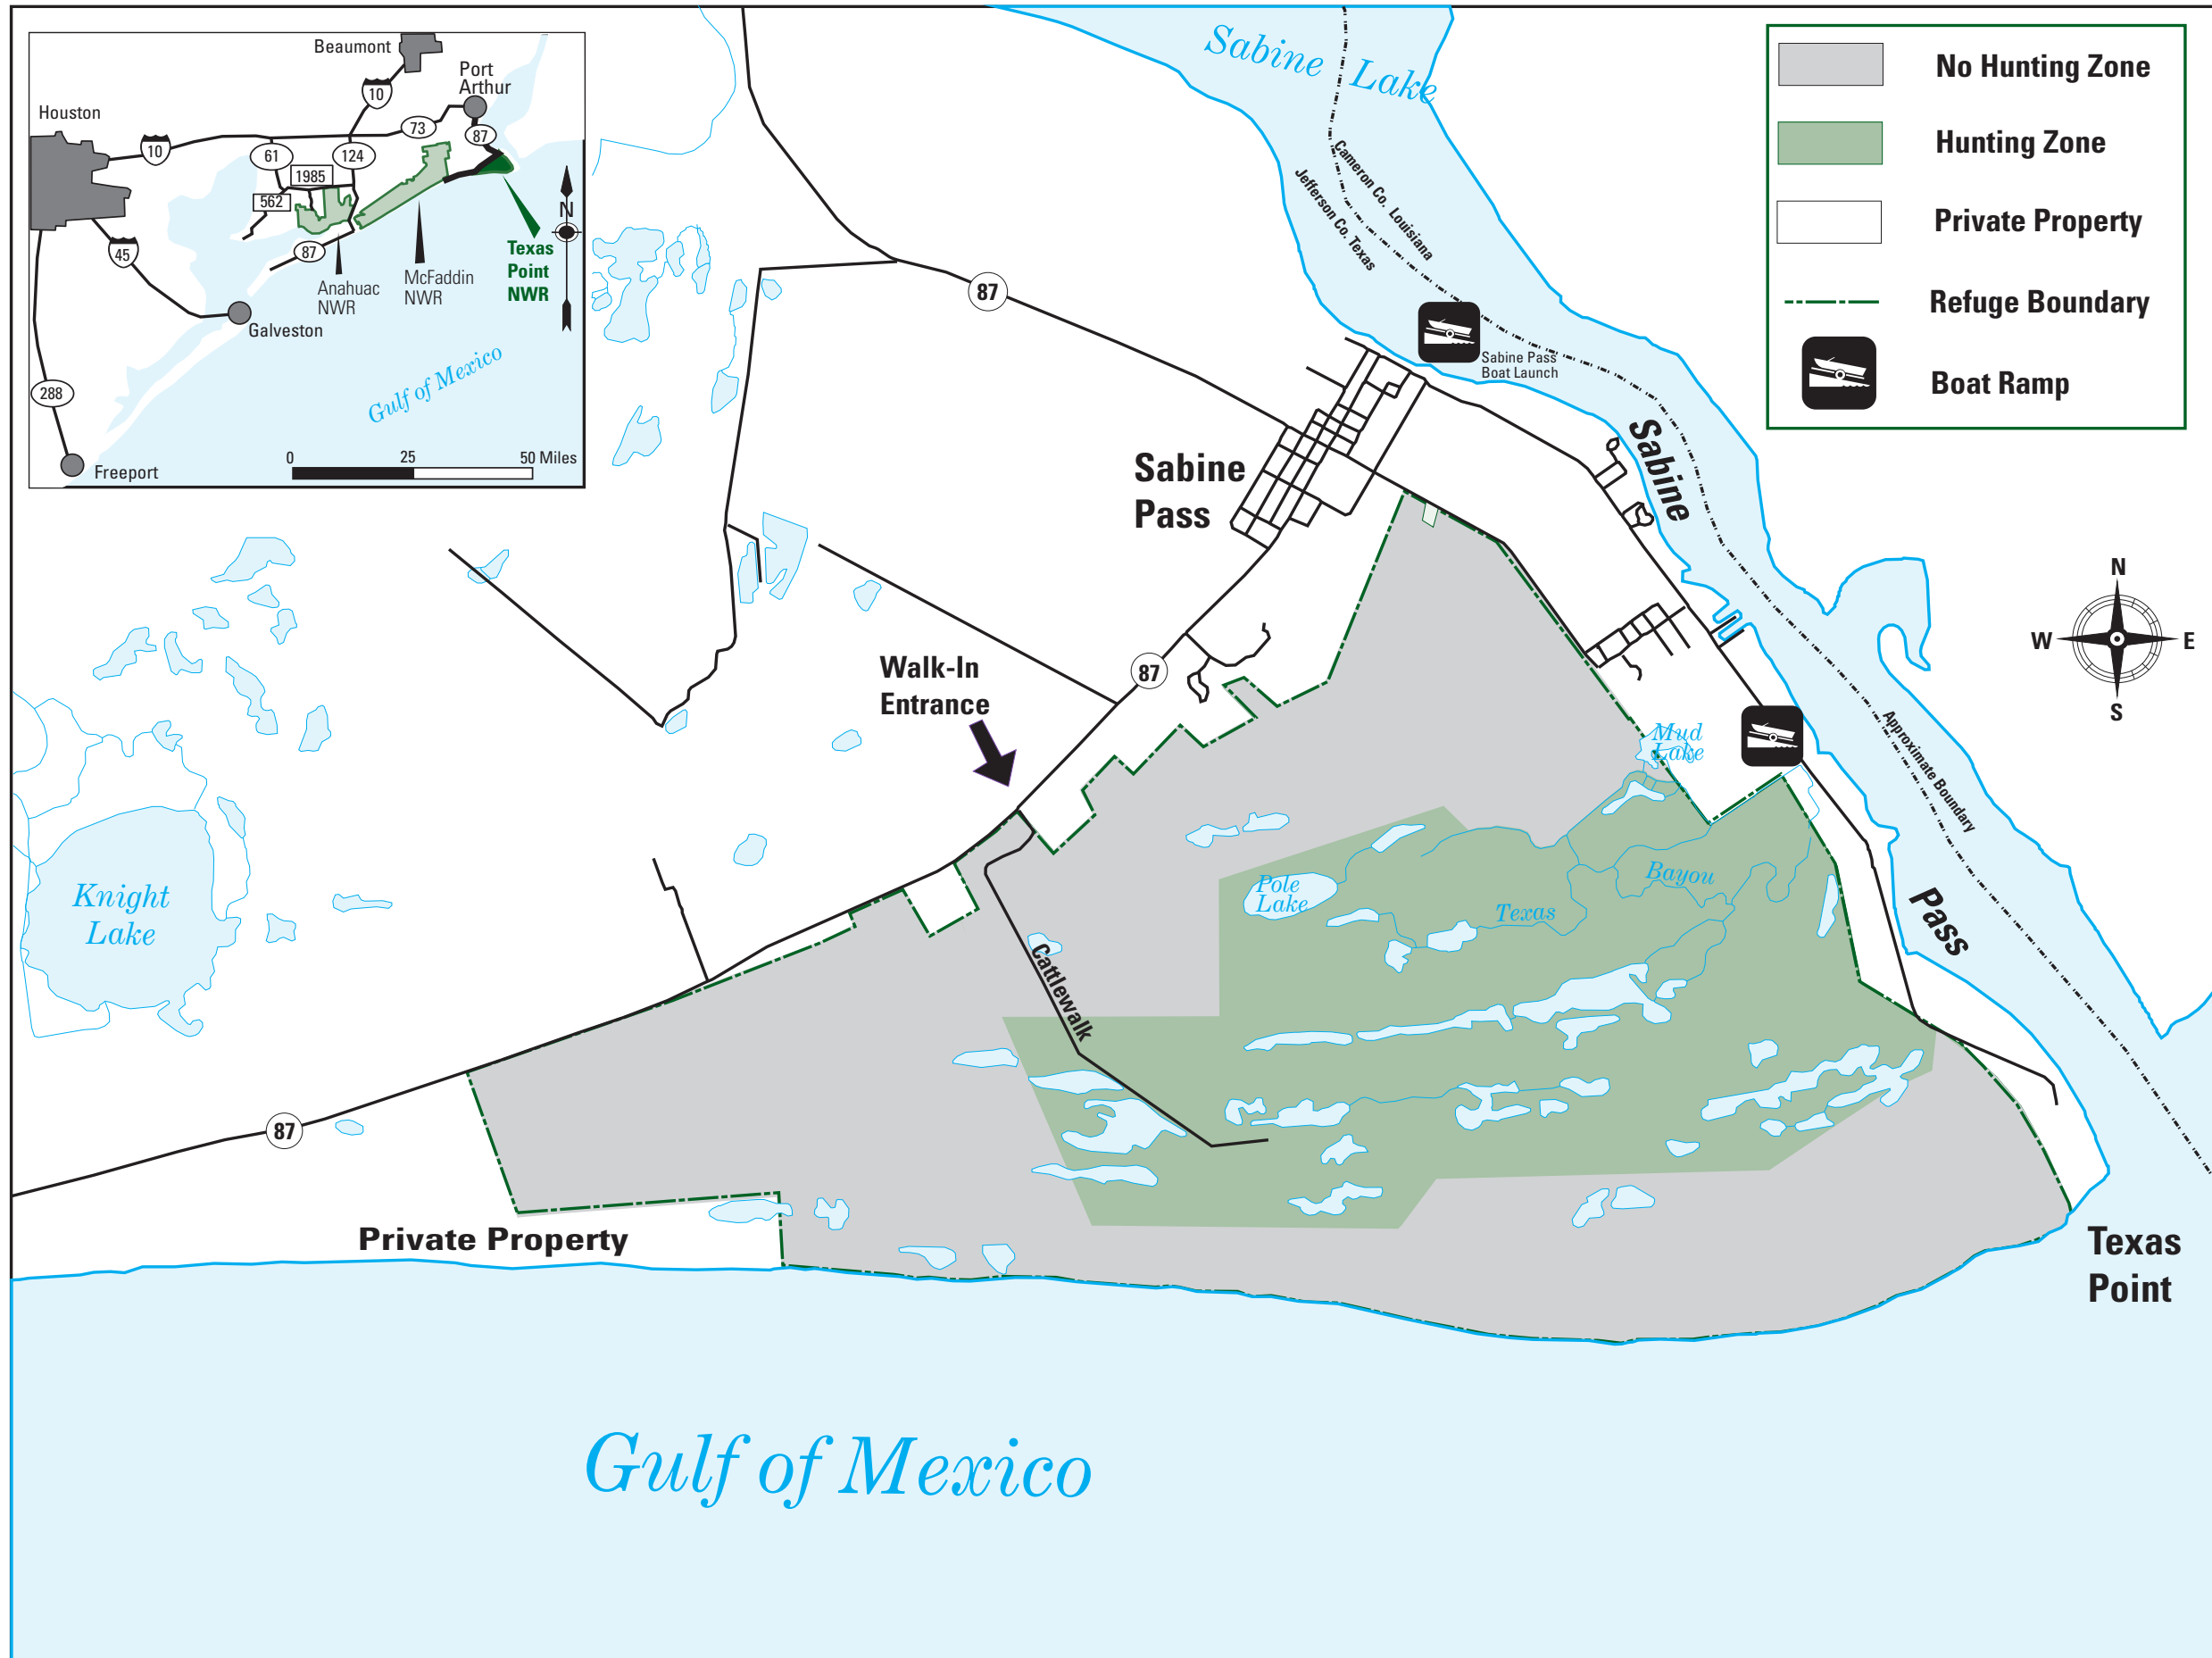 Beaumont
Port
Arthur
Houston
10
10
73
87
61
124
1985
562
N
45
87
Texas
Point
NWR
McFaddin
NWR
Anahuac
NWR
Galveston
Gulf of Mexico
288
0
25
50 Miles
Freeport
Sabine Lake
Cameron Co. Louisiana
Jefferson Co. Texas
No Hunting Zone
Hunting Zone
Private Property
Refuge Boundary
Boat Ramp
87
Sabine Pass
Boat Launch
Sabine
Pass
Sabine
N
W
E
S
Walk-In
Entrance
87
Mud
Lake
Approximate Boundary
Knight
Lake
Pole
Lake
Bayou
Texas
Pass
Cattlewalk
87
Private Property
Texas
Point
Gulf of Mexico